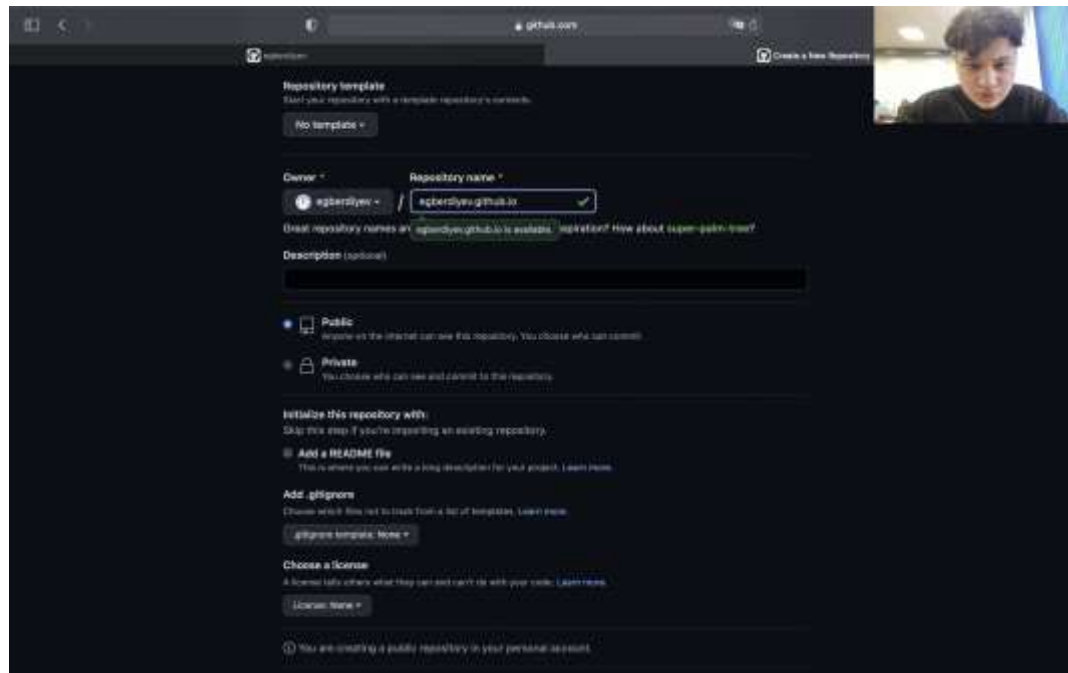 github.com
egberdiyev
Create a New Repository
Repository template
Start your repository with a template repository's contents.
No template
Owner *
Repository name *
egberdiyev
/
egberdiyev.github.io
Great repository names an
egberdiyev.github.io is available.
spiration? How about super-palm-tree?
Description (optional)
Public
Anyone on the internet can see this repository. You choose who can commit.
Private
You choose who can see and commit to this repository.
Initialize this repository with:
Skip this step if you're importing an existing repository.
Add a README file
This is where you can write a long description for your project. Learn more.
Add .gitignore
Choose which files not to track from a list of templates. Learn more.
.gitignore template: None
Choose a license
A license tells others what they can and can't do with your code. Learn more.
License: None
You are creating a public repository in your personal account.